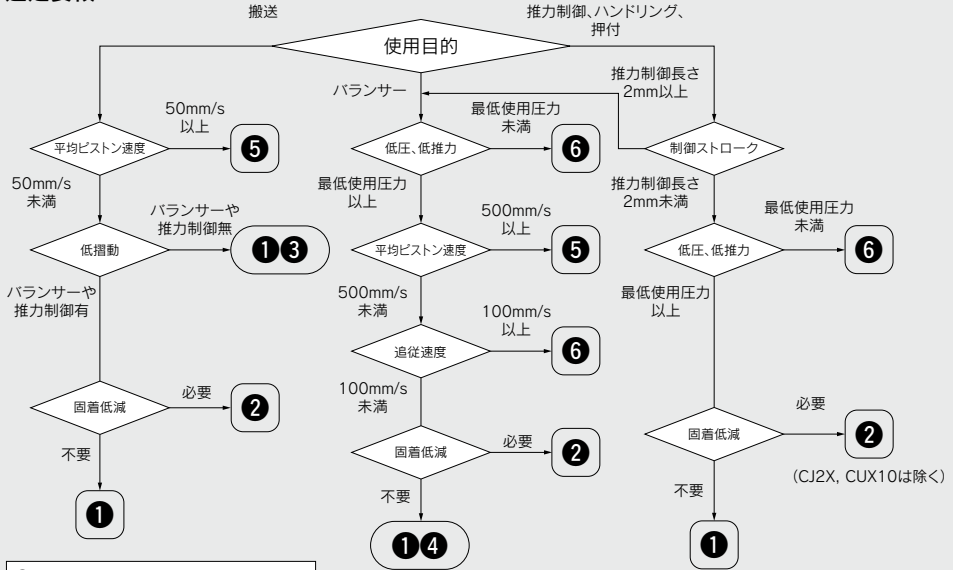 搬送
推力制御、ハンドリング、
押付
使用目的
バランサー
推力制御長さ
2mm以上
50mm/s
以上
平均ピストン速度
❺
最低使用圧力
未満
低圧、低推力
❻
制御ストローク
50mm/s
未満
最低使用圧力
以上
推力制御長さ
2mm未満
バランサーや
推力制御無
低摺動
❶❸
500mm/s
以上
平均ピストン速度
❺
最低使用圧力
未満
低圧、低推力
❻
バランサーや
推力制御有
500mm/s
未満
最低使用圧力
以上
100mm/s
以上
追従速度
❻
100mm/s
未満
固着低減
必要
❷
固着低減
必要
❷
固着低減
必要
❷
(CJ2X, CUX10は除く)
不要
❶
不要
❶❹
不要
❶